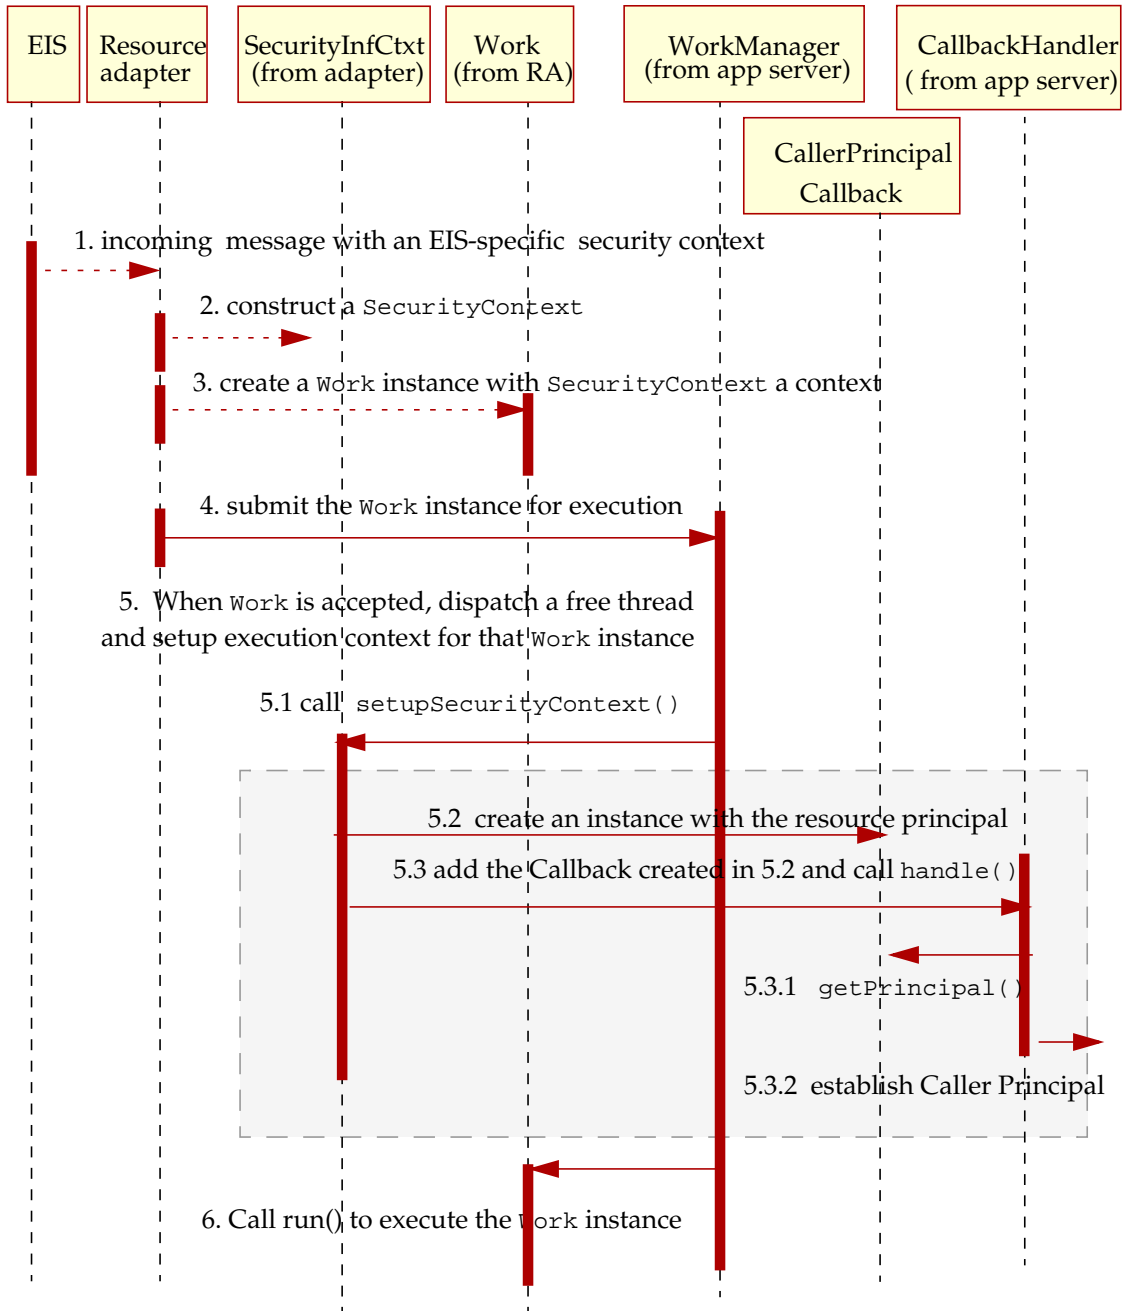 EIS
Resource
adapter
SecurityInfCtxt
(from adapter)
Work
(from RA)
WorkManager
(from app server)
CallbackHandler
( from app server)
CallerPrincipal
Callback
1. incoming message with an EIS-specific security context
2. construct a SecurityContext
3. create a Work instance with SecurityContext a context
4. submit the Work instance for execution
5. When Work is accepted, dispatch a free thread
and setup execution context for that Work instance
5.1 call setupSecurityContext()
5.2 create an instance with the resource principal
5.3 add the Callback created in 5.2 and call handle()
5.3.1 getPrincipal()
5.3.2 establish Caller Principal
6. Call run() to execute the Work instance